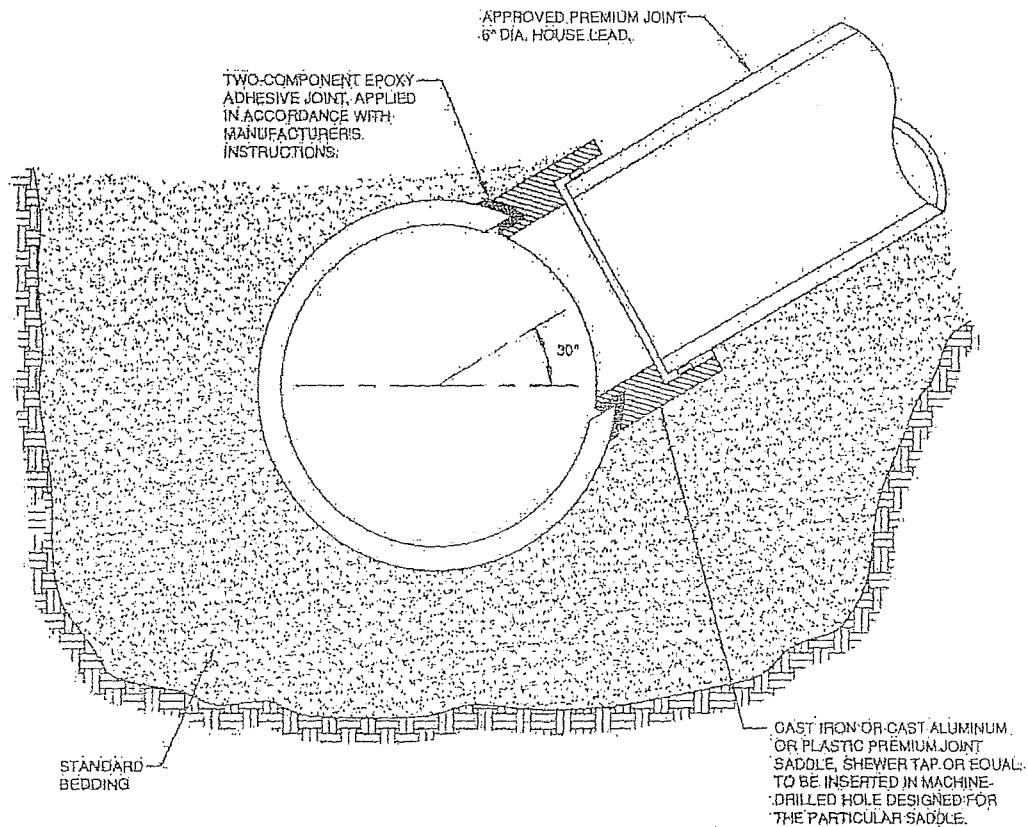 APPROVED PREMIUM JOINT
6" DIA. HOUSE LEAD.
TWO-COMPONENT EPOXY
ADHESIVE JOINT, APPLIED
IN ACCORDANCE WITH
MANUFACTURER'S
INSTRUCTIONS.
30°
STANDARD
BEDDING
CAST IRON OR CAST ALUMINUM
OR PLASTIC PREMIUM JOINT
SADDLE, SHEWER TAP OR EQUAL,
TO BE INSERTED IN MACHINE-
DRILLED HOLE DESIGNED FOR
THE PARTICULAR SADDLE.